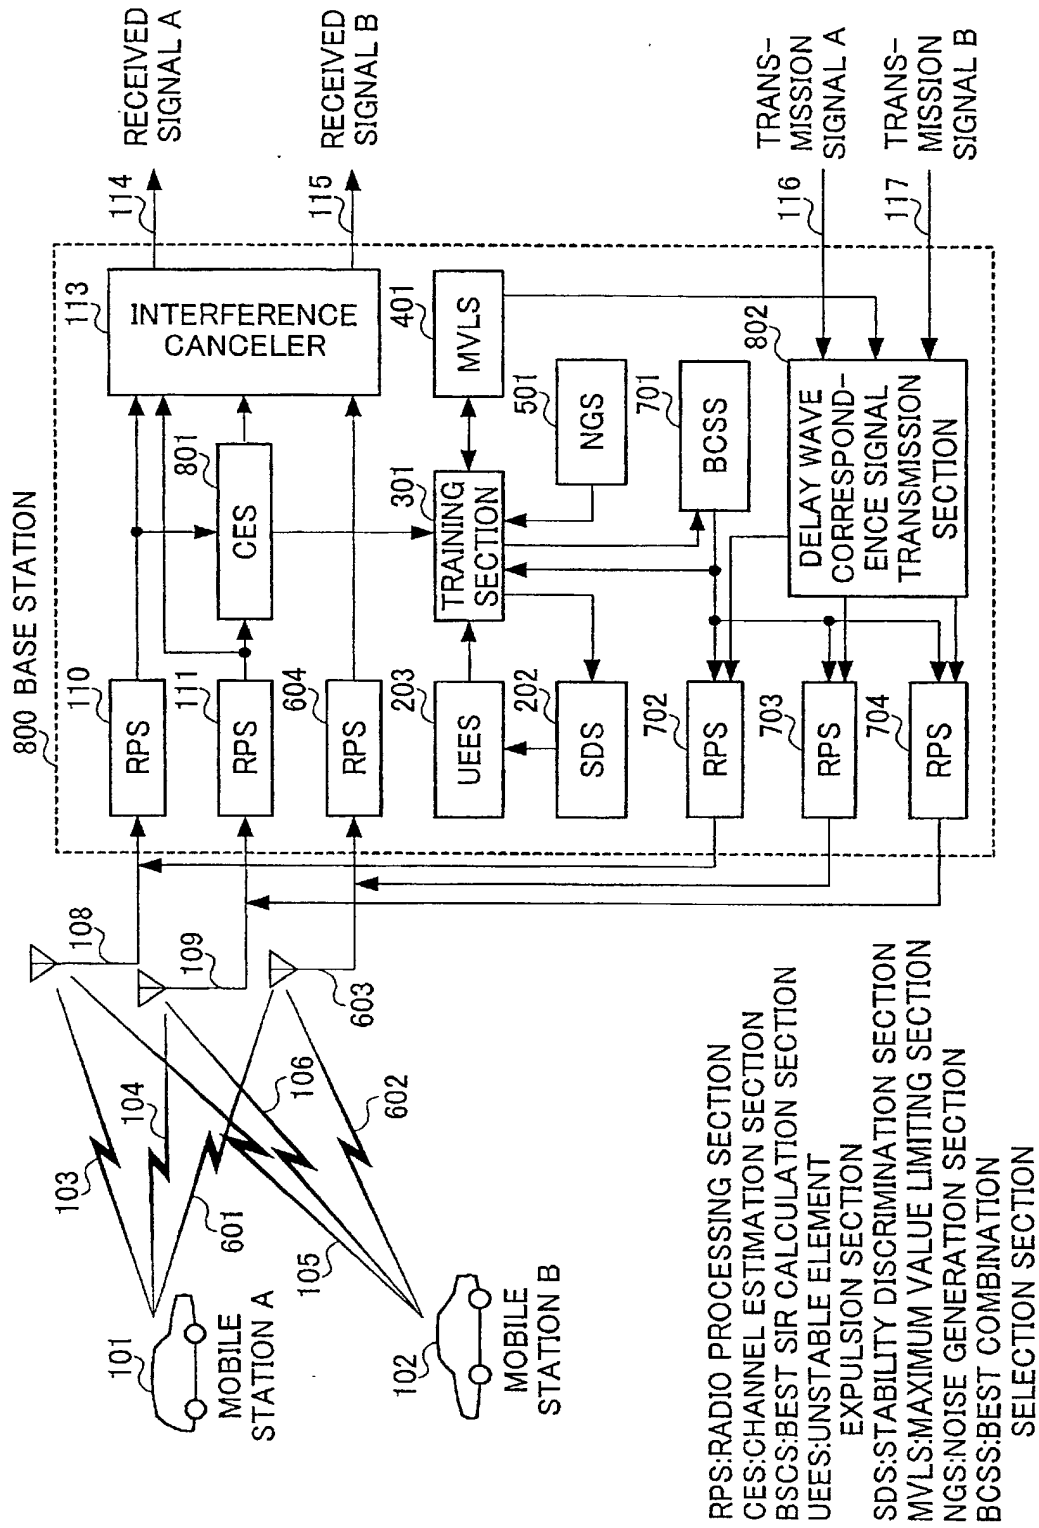 800 BASE STATION
101
MOBILE
STATION A
102
MOBILE
STATION B
103
104
601
105
106
602
108
109
603
110
RPS
111
RPS
604
RPS
203
UEES
202
SDS
702
RPS
703
RPS
704
RPS
801
CES
301
TRAINING
SECTION
113
INTERFERENCE
CANCELER
401
MVLS
501
NGS
701
BCSS
802
DELAY WAVE
CORRESPOND-
ENCE SIGNAL
TRANSMISSION
SECTION
114
RECEIVED
SIGNAL A
115
RECEIVED
SIGNAL B
116
TRANS-
MISSION
SIGNAL A
117
TRANS-
MISSION
SIGNAL B
RPS:RADIO PROCESSING SECTION
CES:CHANNEL ESTIMATION SECTION
BSCS:BEST SIR CALCULATION SECTION
UEES:UNSTABLE ELEMENT
EXPULSION SECTION
SDS:STABILITY DISCRIMINATION SECTION
MVLS:MAXIMUM VALUE LIMITING SECTION
NGS:NOISE GENERATION SECTION
BCSS:BEST COMBINATION
SELECTION SECTION